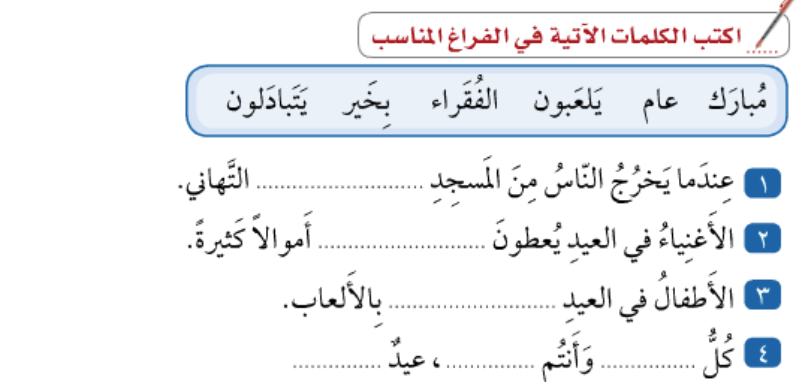 اكتب الكلمات الآتية في الفراغ المناسب
مُبارَك عام يَلعَبون الفُقَراء بِخَير يَتَبادَلون
١ عِندَما يَخرُجُ النّاسُ مِنَ المَسجِدِ ............................ التَّهاني.
٢ الأَغنِياءُ في العيدِ يُعطونَ ............................ أَموالاً كَثيرةً.
٣ الأَطفالُ في العيدِ ............................ بِالأَلعاب.
٤ كُلُّ ................ وَأَنتُم ...............، عيدٌ ...............